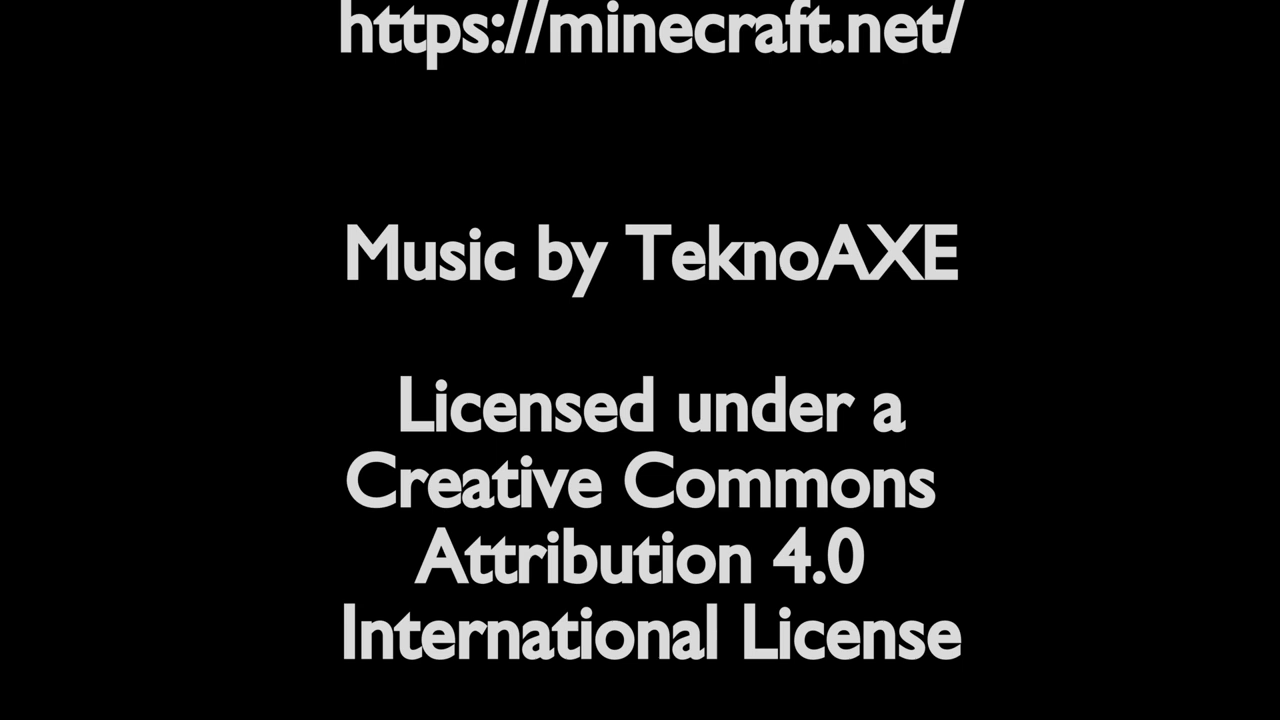 https://minecraft.net/
Music by TeknoAXE
Licensed under a
Creative Commons
Attribution 4.0
International License